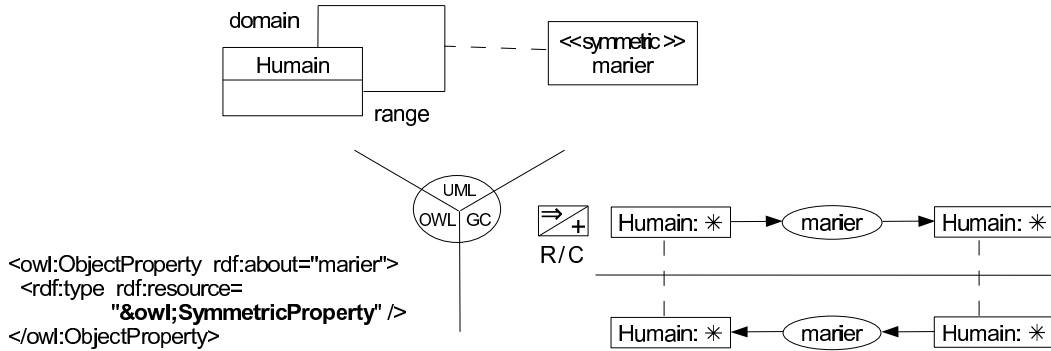 domain
Humain
range
<<symmetric>>
marier
UML
OWL
GC
<owl:ObjectProperty rdf:about="marier">
<rdf:type rdf:resource=
"&owl;SymmetricProperty" />
</owl:ObjectProperty>
⇒
+
R/C
Humain: ✳
marier
Humain: ✳
Humain: ✳
marier
Humain: ✳